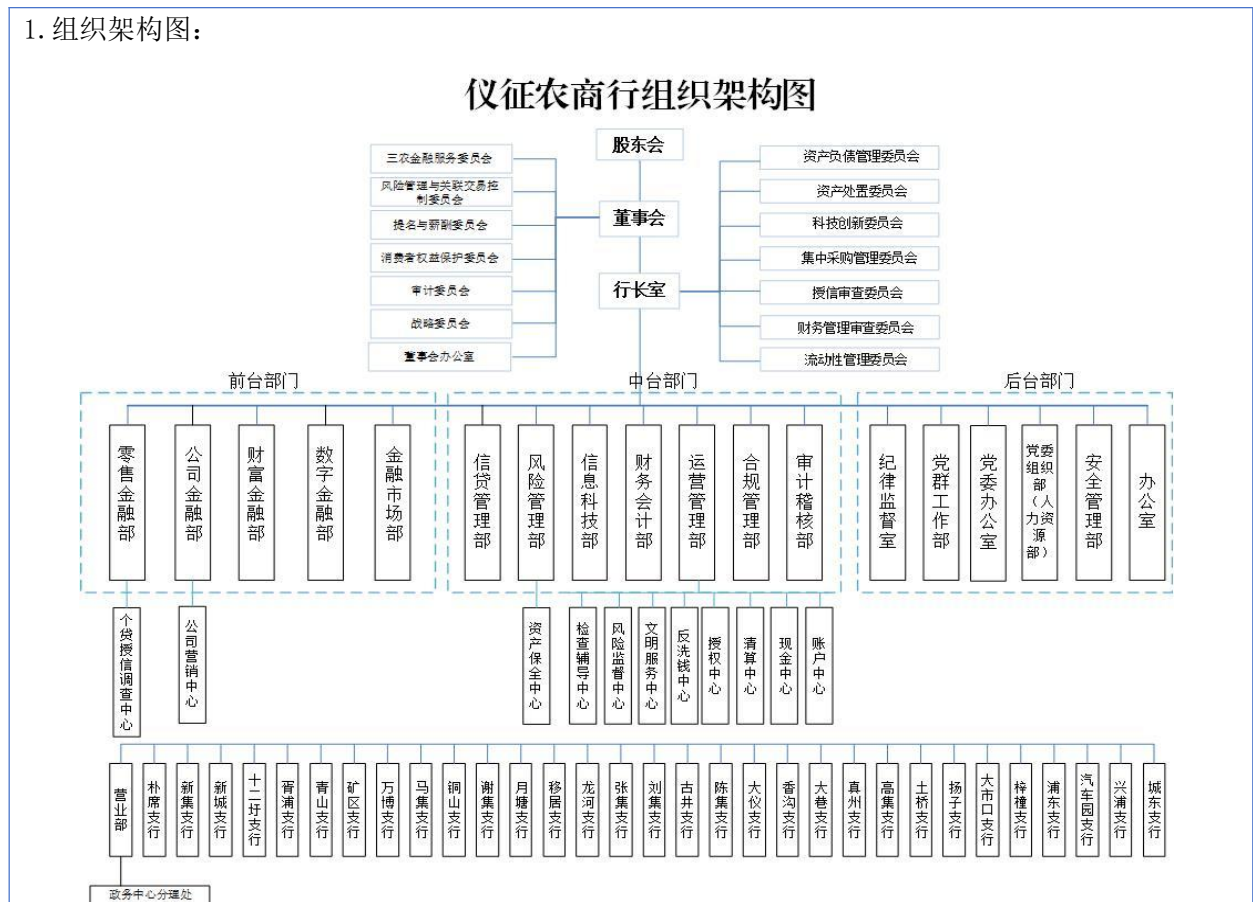 1.组织架构图：
仪征农商行组织架构图
股东会
董事会
行长室
三农金融服务委员会
风险管理与关联交易控
制委员会
提名与薪酬委员会
消费者权益保护委员会
审计委员会
战略委员会
董事会办公室
资产负债管理委员会
资产处置委员会
科技创新委员会
集中采购管理委员会
授信审查委员会
财务管理审查委员会
流动性管理委员会
前台部门
中台部门
后台部门
零售金融部
公司金融部
财富金融部
数字金融部
金融市场部
信贷管理部
风险管理部
信息科技部
财务会计部
运营管理部
合规管理部
审计稽核部
纪律监督室
党群工作部
党委办公室
党委
组织
部
（人
力资
源
部）
安全管理部
办公室
个贷授信调查中心
公司营销中心
资产保全中心
检查辅导中心
风险监督中心
文明服务中心
反洗钱中心
授权中心
清算中心
现金中心
账户中心
营业部
朴席支行
新集支行
新城支行
十二圩支行
胥浦支行
青山支行
矿区支行
万博支行
马集支行
铜山支行
谢集支行
月塘支行
移居支行
龙河支行
张集支行
刘集支行
古井支行
陈集支行
大仪支行
香沟支行
大巷支行
真州支行
高集支行
土桥支行
扬子支行
大市口支行
梓橦支行
浦东支行
汽车园支行
兴浦支行
城东支行
政务中心分理处